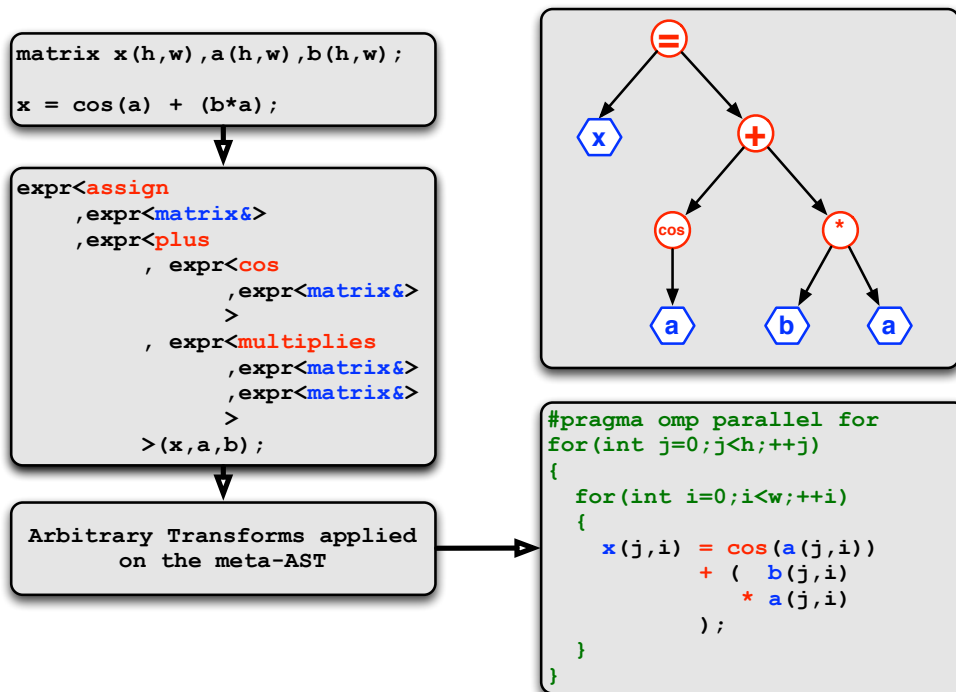 matrix x(h,w),a(h,w),b(h,w);
x = cos(a) + (b*a);
expr<assign
,expr<matrix&>
,expr<plus
, expr<cos
,expr<matrix&>
>
, expr<multiplies
,expr<matrix&>
,expr<matrix&>
>
>(x,a,b);
Arbitrary Transforms applied
on the meta-AST
=
x
+
cos
*
a
b
a
#pragma omp parallel for
for(int j=0;j<h;++j)
{
for(int i=0;i<w;++i)
{
x(j,i) = cos(a(j,i))
+ ( b(j,i)
* a(j,i)
);
}
}